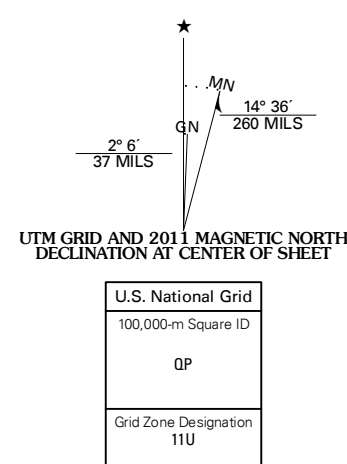 ★
MN
GN
14° 36´
260 MILS
2° 6´
37 MILS
UTM GRID AND 2011 MAGNETIC NORTH
DECLINATION AT CENTER OF SHEET
U.S. National Grid
100,000-m Square ID
QP
Grid Zone Designation
11U